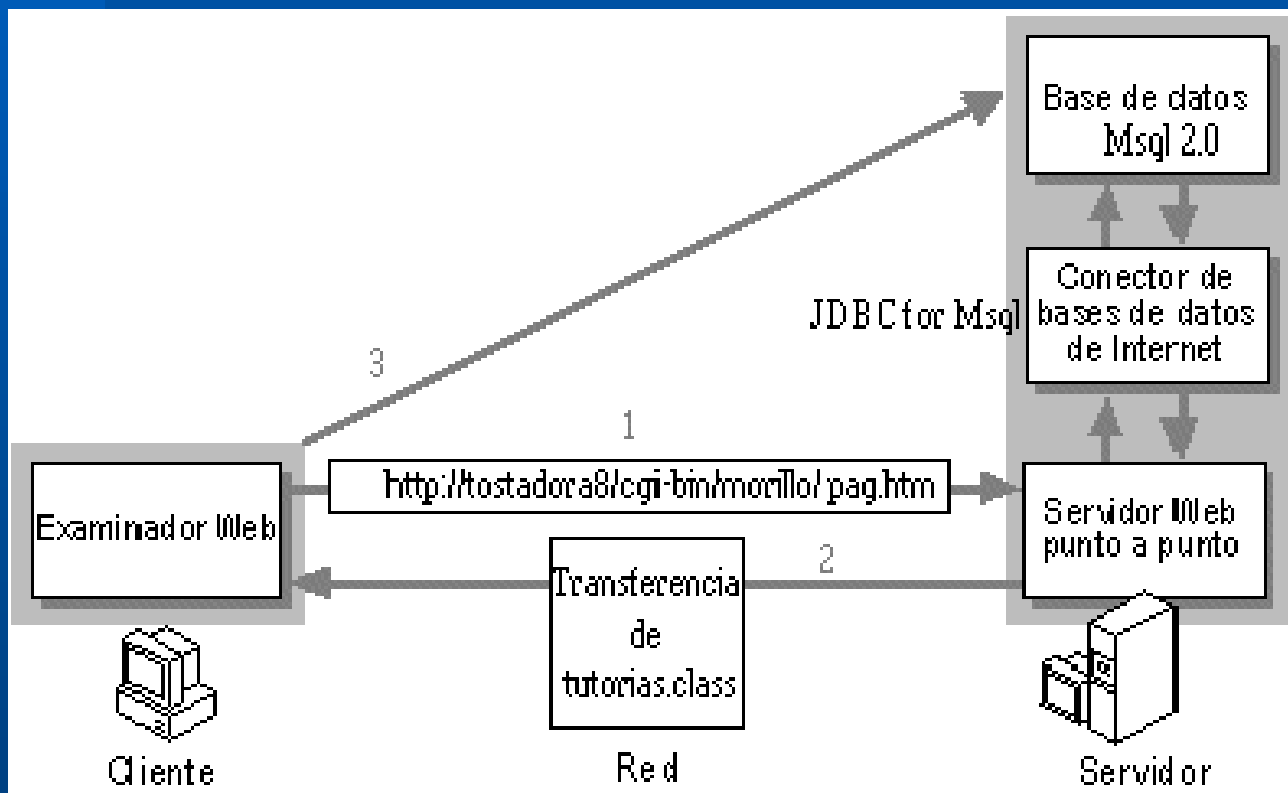 Base de datos
Msql 2.0
JDBC for Msql
Conector de
bases de datos
de Internet
3
1
http://tostadora8/cgi-bin/morillo/pag.htm
Examinador Web
Servidor Web
punto a punto
2
Transferencia
de
tutorias.class
Cliente
Red
Servidor